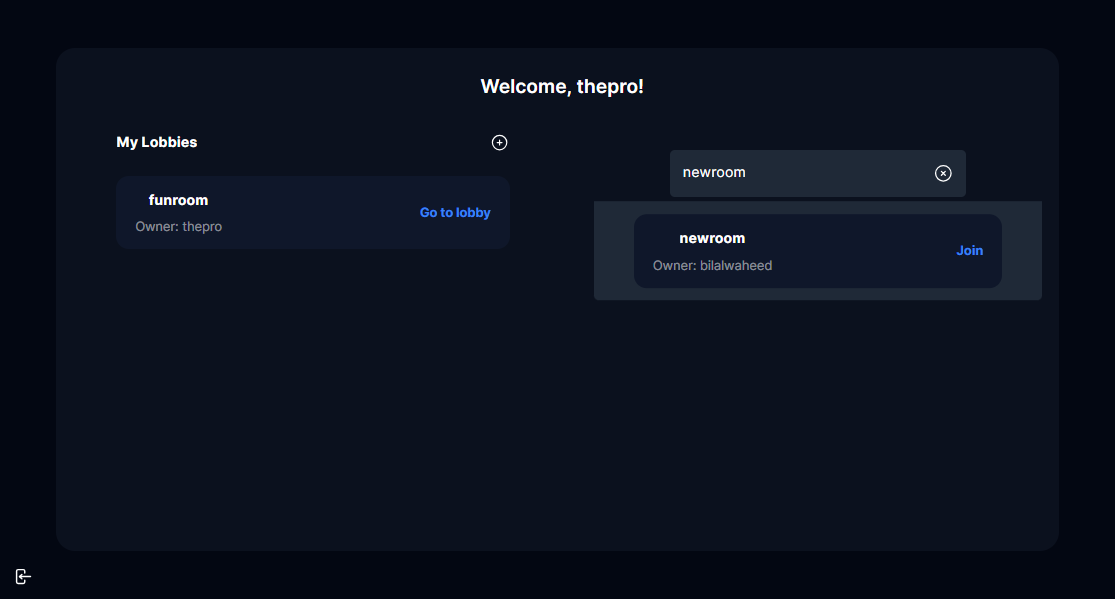 Welcome, thepro!
My Lobbies
funroom
Owner: thepro
Go to lobby
newroom
newroom
Owner: bilalwaheed
Join